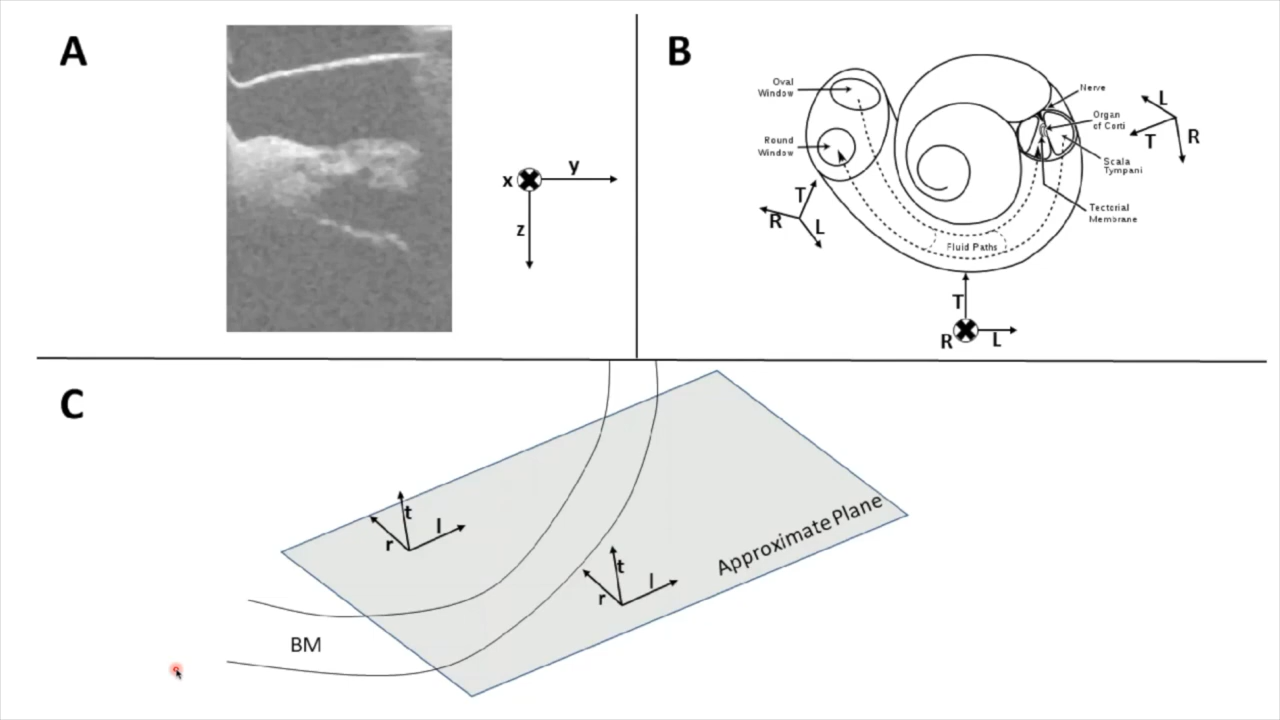 A
x
y
z
B
Oval
Window
Round
Window
Nerve
Organ
of Corti
Scala
Tympani
Tectorial
Membrane
Fluid Paths
L
T
R
T
R
L
T
R
L
C
t
l
r
t
l
r
Approximate Plane
BM